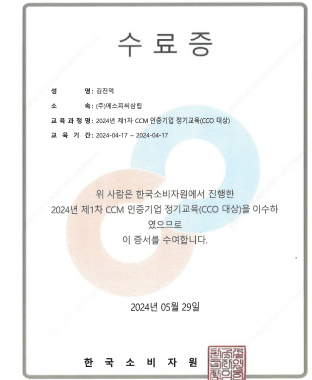 수료증
성 명: 김진억
소 속: (주)에스피씨삼립
교육과정명: 2024년 제1차 CCM 인증기업 정기교육(CCO 대상)
교육기간: 2024-04-17 ~ 2024-04-17
위 사람은 한국소비자원에서 진행한
2024년 제1차 CCM 인증기업 정기교육(CCO 대상)을 이수하
였으므로
이 증서를 수여합니다.
2024년 05월 29일
한국소비자원